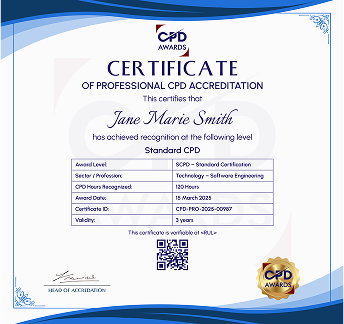 CPD
AWARDS
CERTIFICATE
OF PROFESSIONAL CPD ACCREDITATION
This certifies that
Jane Marie Smith
has achieved recognition at the following level
Standard CPD
Award Level: SCPD – Standard Certification
Sector / Profession: Technology – Software Engineering
CPD Hours Recognized: 120 Hours
Award Date: 15 March 2025
Certificate ID: CPD-PRO-2025-00987
Validity: 3 years
This certificate is verifiable at <RUL>
HEAD OF ACCREDITATION
CPD
AWARDS